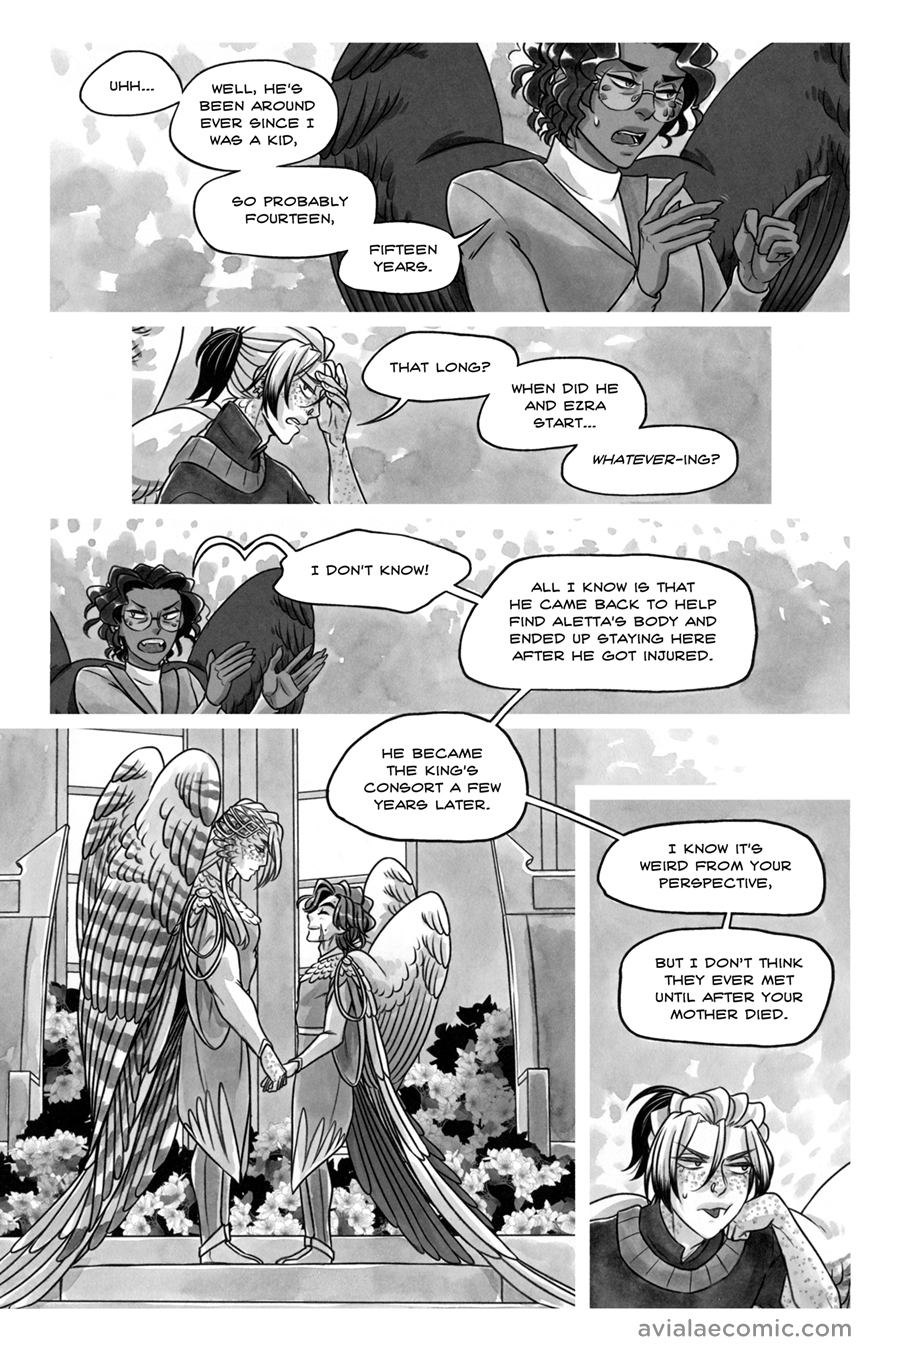 UHH...
WELL, HE'S
BEEN AROUND
EVER SINCE I
WAS A KID,
SO PROBABLY
FOURTEEN,
FIFTEEN
YEARS.
THAT LONG?
WHEN DID HE
AND EZRA
START...
WHATEVER-ING?
I DON'T KNOW!
ALL I KNOW IS THAT
HE CAME BACK TO HELP
FIND ALETTA'S BODY AND
ENDED UP STAYING HERE
AFTER HE GOT INJURED.
HE BECAME
THE KING'S
CONSORT A FEW
YEARS LATER.
I KNOW IT'S
WEIRD FROM YOUR
PERSPECTIVE,
BUT I DON'T THINK
THEY EVER MET
UNTIL AFTER YOUR
MOTHER DIED.
avialaecomic.com